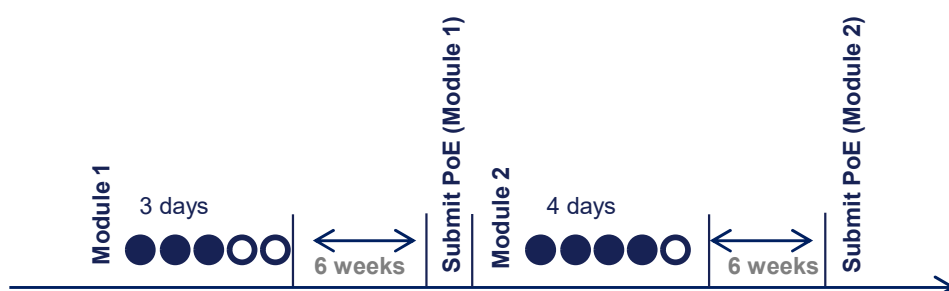 Module 1
3 days
6 weeks
Submit PoE (Module 1)
Module 2
4 days
6 weeks
Submit PoE (Module 2)